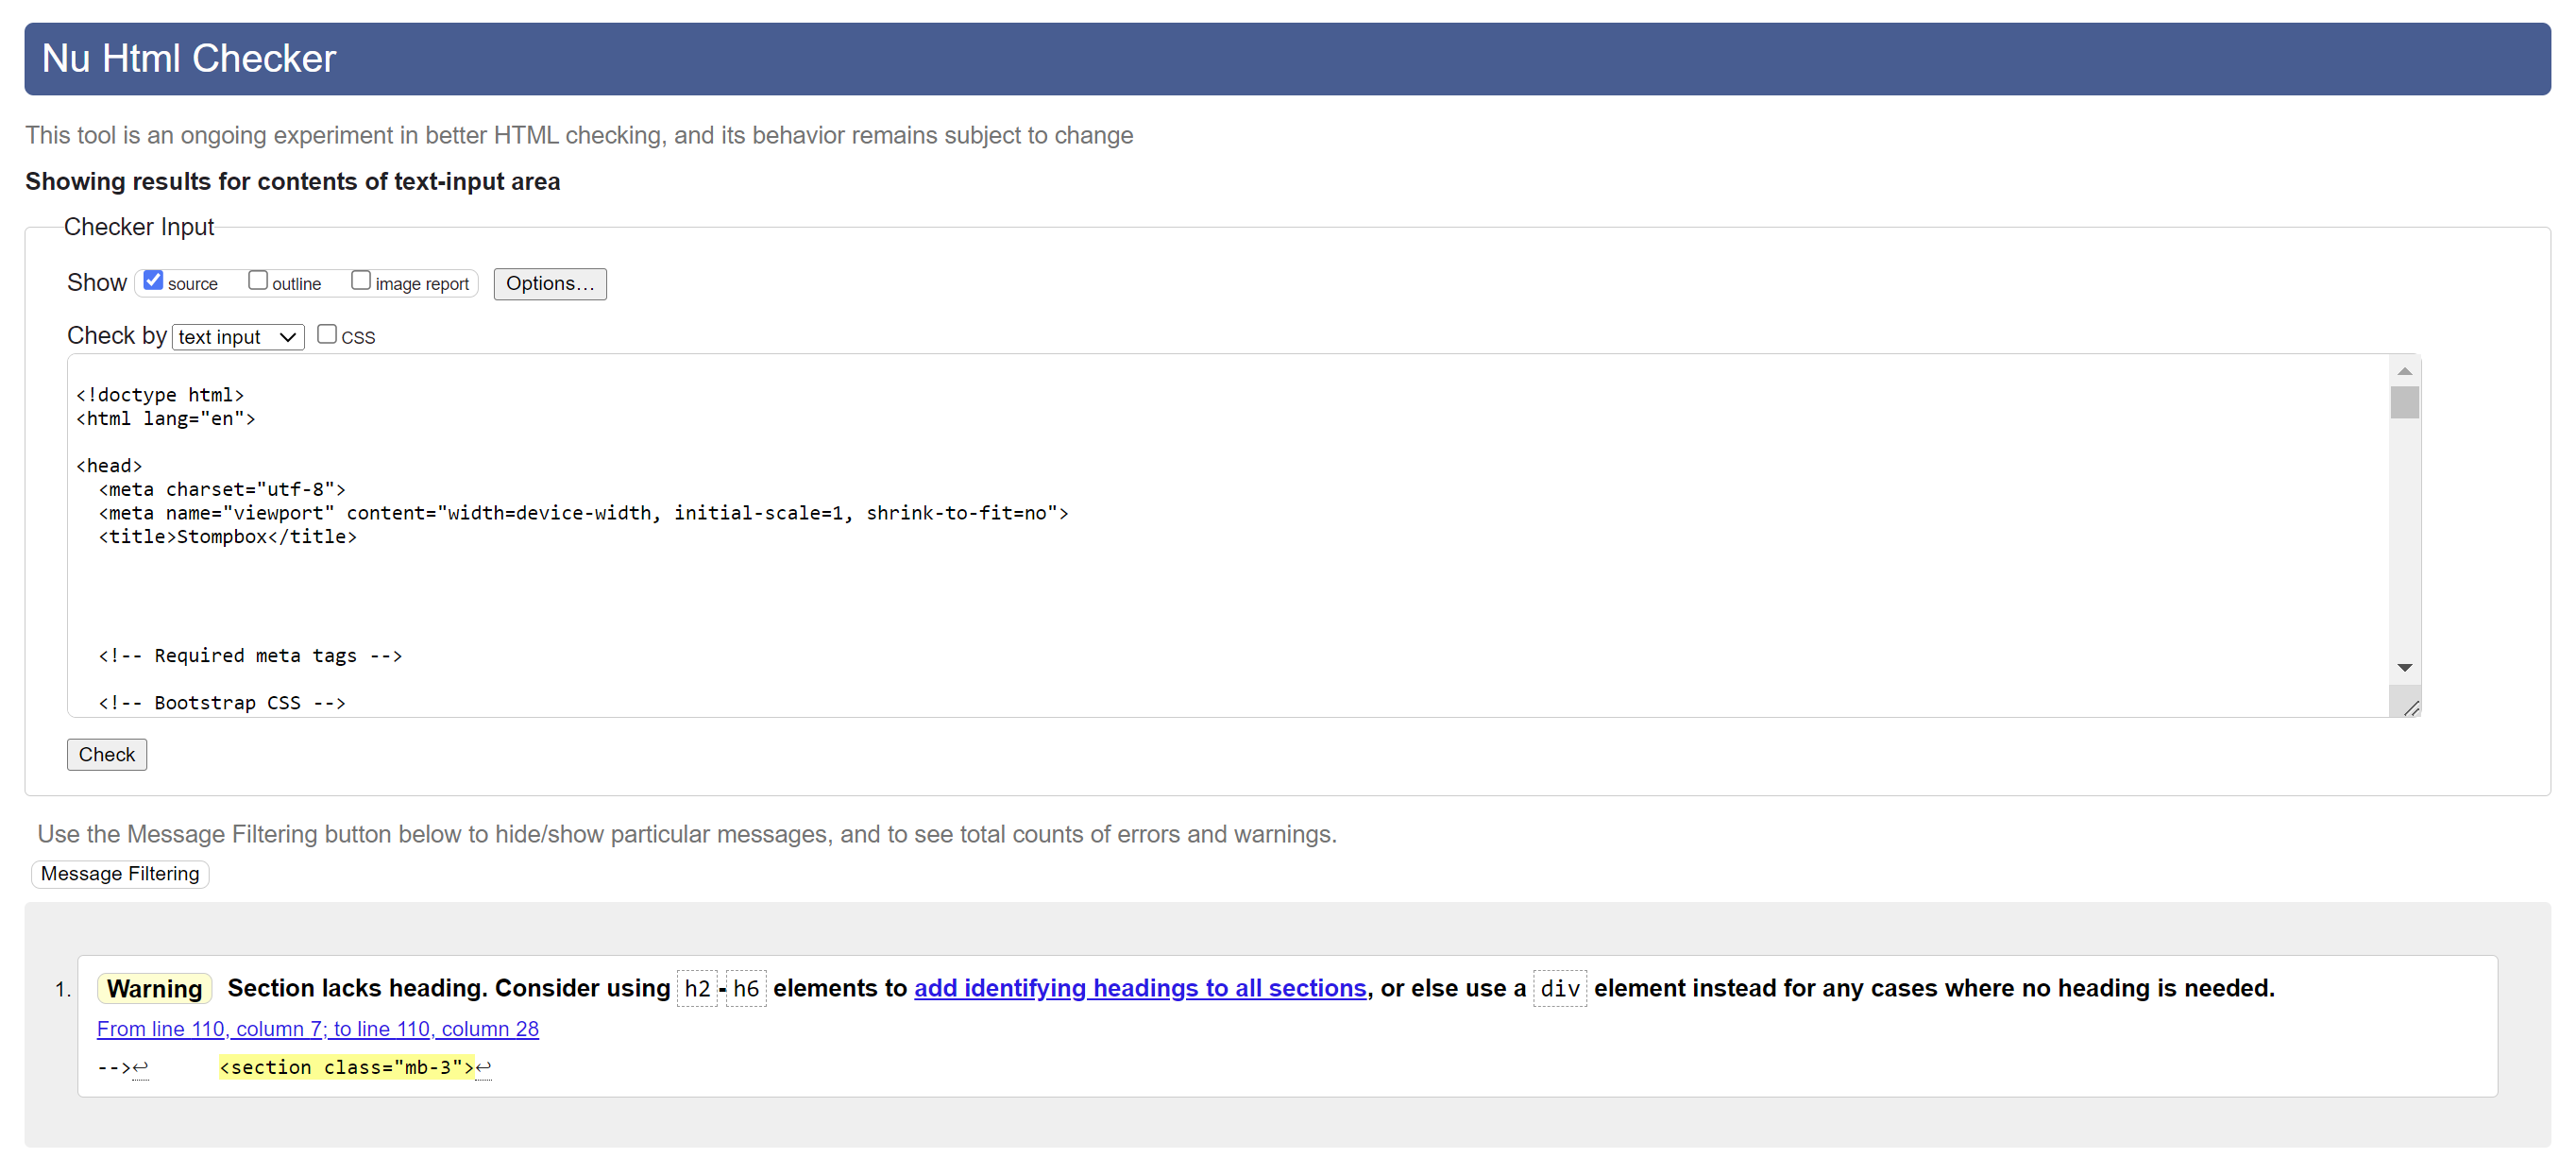 Nu Html Checker
This tool is an ongoing experiment in better HTML checking, and its behavior remains subject to change
Showing results for contents of text-input area
Checker Input
Show source outline image report Options…
Check by text input CSS
<!doctype html>
<html lang="en">
<head>
<meta charset="utf-8">
<meta name="viewport" content="width=device-width, initial-scale=1, shrink-to-fit=no">
<title>Stompbox</title>
<!-- Required meta tags -->
<!-- Bootstrap CSS -->
Check
Use the Message Filtering button below to hide/show particular messages, and to see total counts of errors and warnings.
Message Filtering
1. Warning Section lacks heading. Consider using h2-h6 elements to add identifying headings to all sections, or else use a div element instead for any cases where no heading is needed.
From line 110, column 7; to line 110, column 28
-->↩ <section class="mb-3">↩